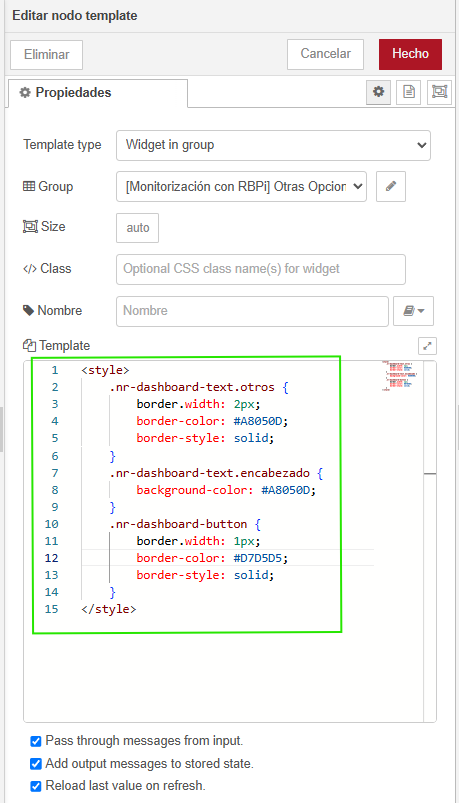 Editar nodo template
Eliminar
Cancelar
Hecho
Propiedades
Template type
Widget in group
Group
[Monitorización con RBPi] Otras Opcion
Size
auto
</> Class
Optional CSS class name(s) for widget
Nombre
Nombre
Template
1 <style>
2 .nr-dashboard-text.otros {
3 border.width: 2px;
4 border-color: #A8050D;
5 border-style: solid;
6 }
7 .nr-dashboard-text.encabezado {
8 background-color: #A8050D;
9 }
10 .nr-dashboard-button {
11 border.width: 1px;
12 border-color: #D7D5D5;
13 border-style: solid;
14 }
15 </style>
Pass through messages from input.
Add output messages to stored state.
Reload last value on refresh.